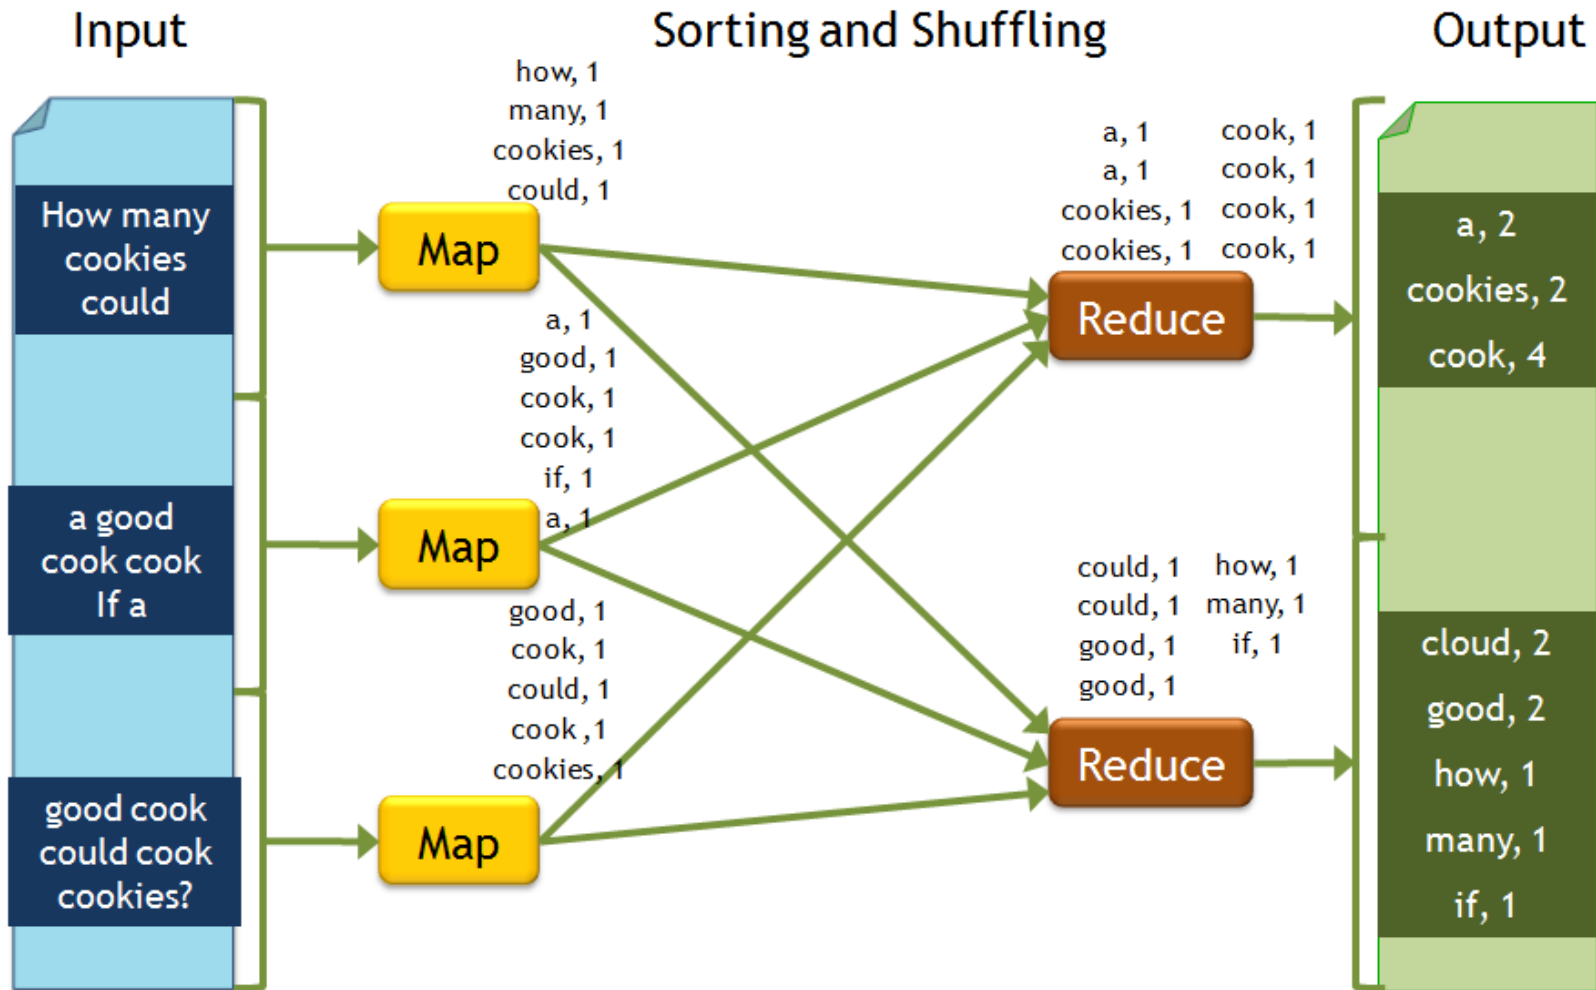 Input
Sorting and Shuffling
Output
How many
cookies
could
a good
cook cook
If a
good cook
could cook
cookies?
how, 1
many, 1
cookies, 1
could, 1
Map
a, 1
good, 1
cook, 1
cook, 1
if, 1
a, 1
Map
good, 1
cook, 1
could, 1
cook ,1
cookies, 1
Map
a, 1
a, 1
cookies, 1
cookies, 1
cook, 1
cook, 1
cook, 1
cook, 1
Reduce
could, 1
could, 1
good, 1
good, 1
how, 1
many, 1
if, 1
Reduce
a, 2
cookies, 2
cook, 4
cloud, 2
good, 2
how, 1
many, 1
if, 1